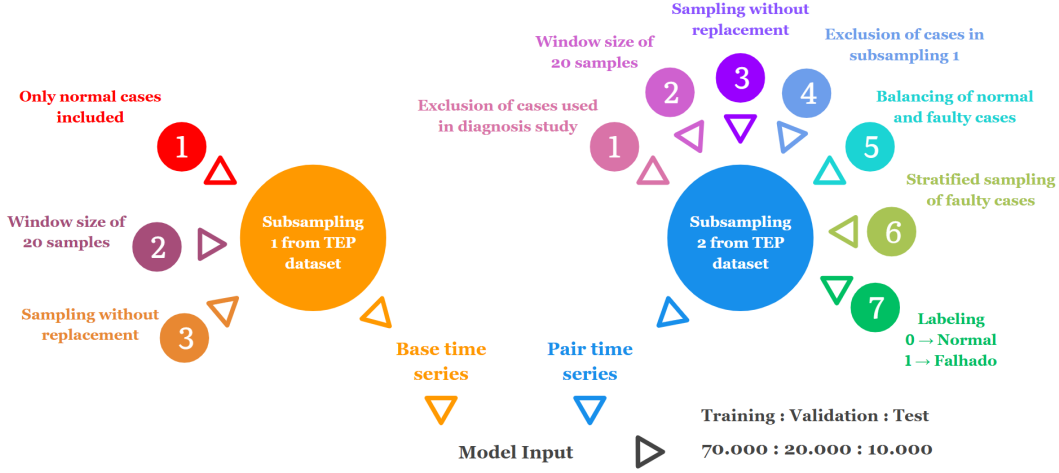 Only normal cases
included
1
Window size of
20 samples
2
Sampling without
replacement
3
Subsampling
1 from TEP
dataset
Base time
series
Exclusion of cases used
in diagnosis study
1
Window size of
20 samples
2
Sampling without
replacement
3
Exclusion of cases in
subsampling 1
4
Balancing of normal
and faulty cases
5
Stratified sampling
of faulty cases
6
Labeling
0 → Normal
1 → Falhado
7
Subsampling
2 from TEP
dataset
Pair time
series
Model Input
Training : Validation : Test
70.000 : 20.000 : 10.000